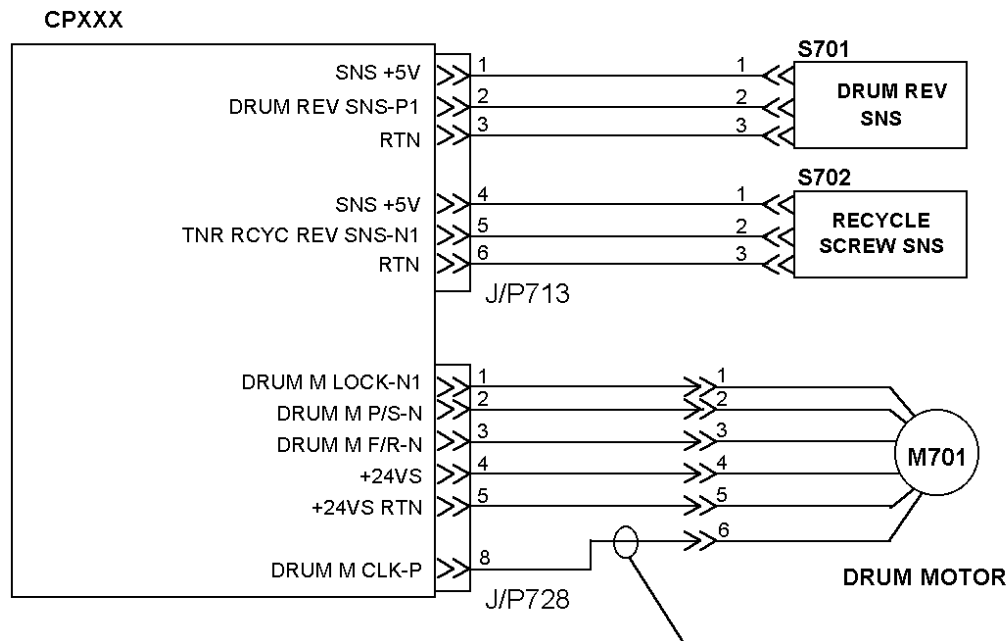 CPXXX
SNS +5V 1 1
DRUM REV SNS-P1 2 2
RTN 3 3
S701
DRUM REV
SNS
SNS +5V 4 1
TNR RCYC REV SNS-N1 5 2
RTN 6 3
S702
RECYCLE
SCREW SNS
J/P713
DRUM M LOCK-N1 1 1
DRUM M P/S-N 2 2
DRUM M F/R-N 3 3
+24VS 4 4
+24VS RTN 5 5
DRUM M CLK-P 8 6
M701
DRUM MOTOR
J/P728